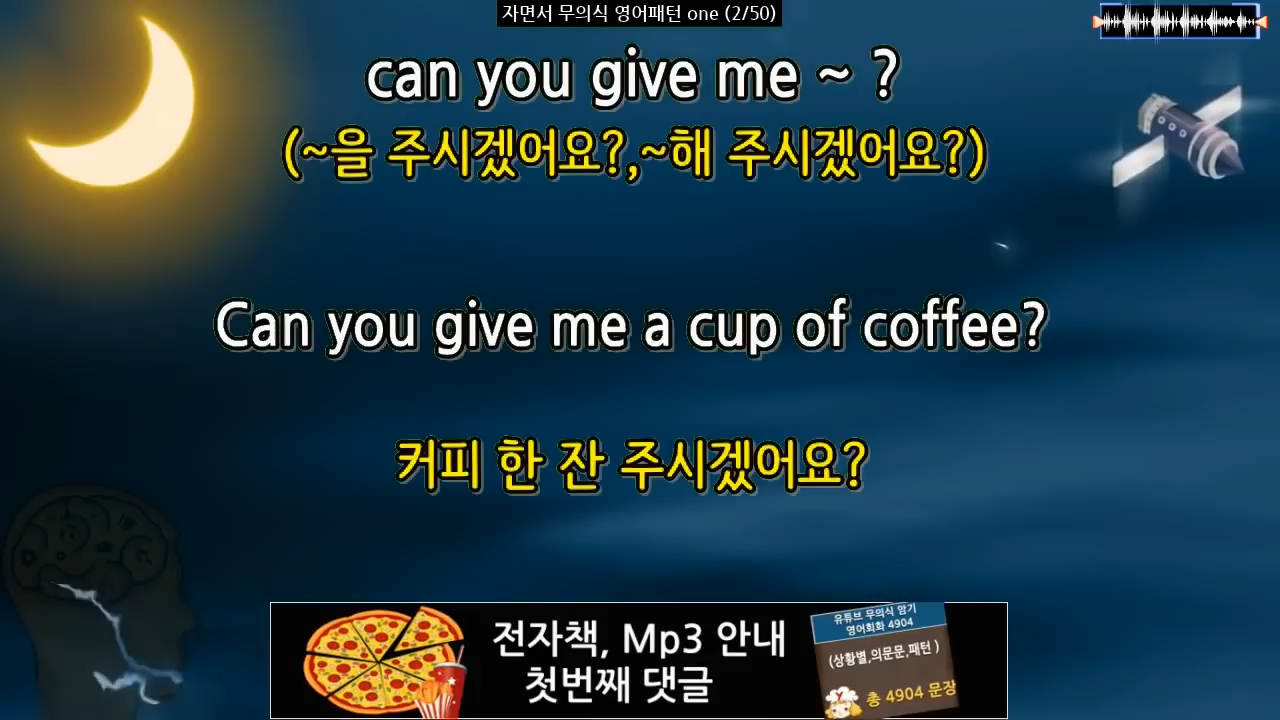 자면서 무의식 영어패턴 one (2/50)
can you give me ~ ?
(~을 주시겠어요?,~해 주시겠어요?)
Can you give me a cup of coffee?
커피 한 잔 주시겠어요?
전자책, Mp3 안내
첫번째 댓글
유튜브 무의식 암기
영어회화 4904
(상황별,의문문,패턴 )
총 4904 문장